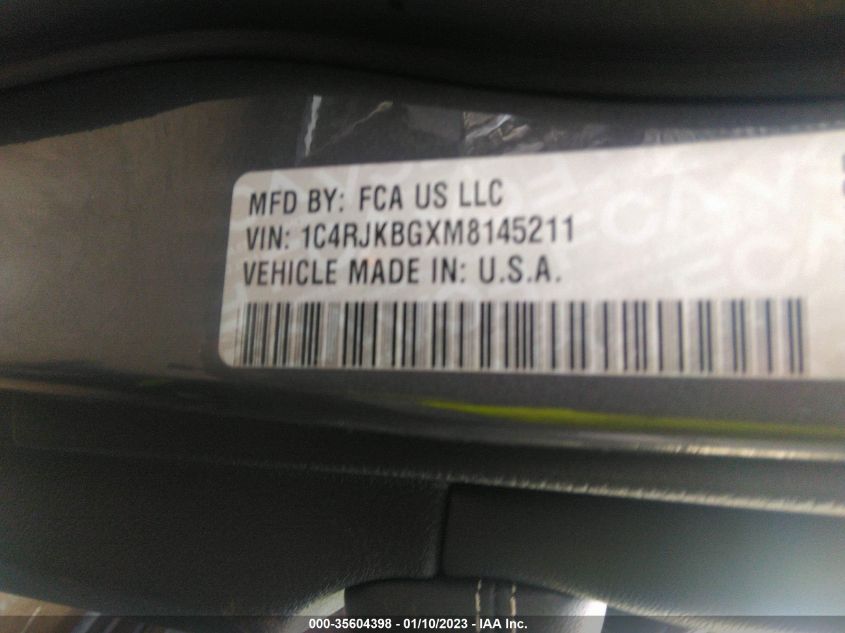 MFD BY: FCA US LLC
VIN: 1C4RJKBGXM8145211
VEHICLE MADE IN: U.S.A.
000-35604398 - 01/10/2023 - IAA Inc.